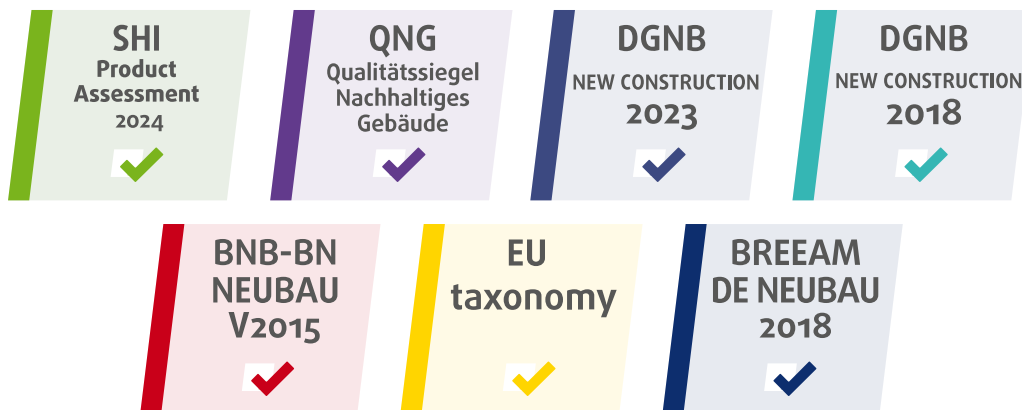 SHI
Product
Assessment
2024
QNG
Qualitätssiegel
Nachhaltiges
Gebäude
DGNB
NEW CONSTRUCTION
2023
DGNB
NEW CONSTRUCTION
2018
BNB-BN
NEUBAU
V2015
EU
taxonomy
BREEAM
DE NEUBAU
2018